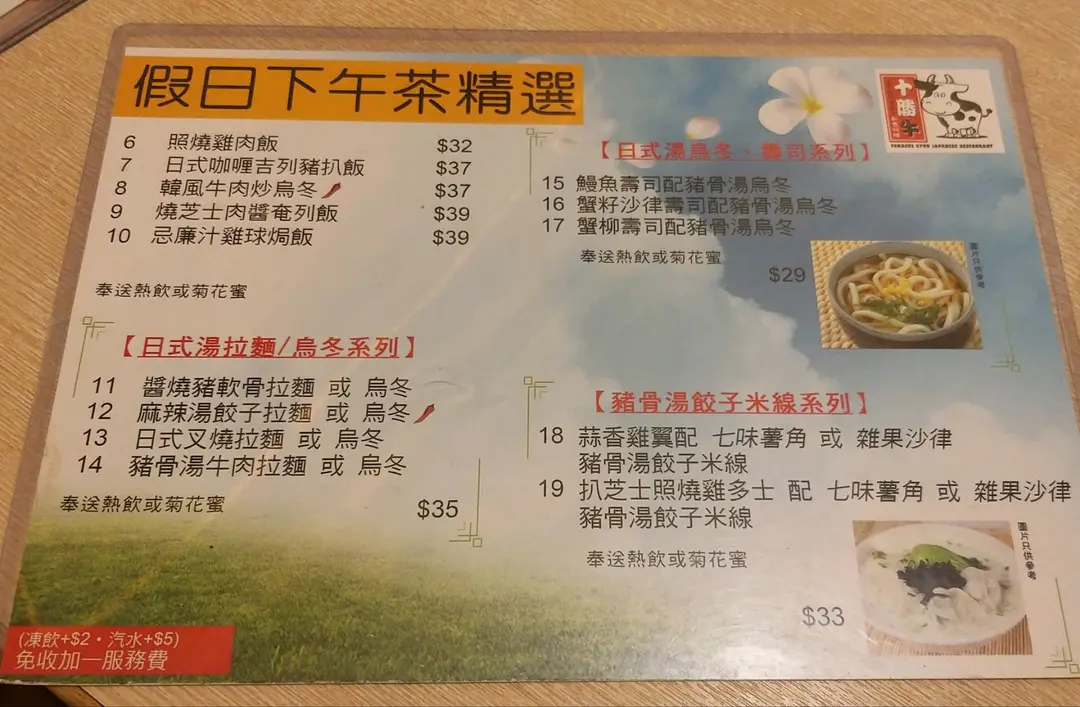 假日下午茶精選
6 照燒雞肉飯 $32
7 日式咖喱吉列豬扒飯 $37
8 韓風牛肉炒烏冬 $37
9 燒芝士肉醬奄列飯 $39
10 忌廉汁雞球焗飯 $39
奉送熱飲或菊花蜜
【日式湯拉麵/烏冬系列】
11 醬燒豬軟骨拉麵 或 烏冬
12 麻辣湯餃子拉麵 或 烏冬
13 日式叉燒拉麵 或 烏冬
14 豬骨湯牛肉拉麵 或 烏冬
奉送熱飲或菊花蜜
$35
(凍飲+$2・汽水+$5)
免收加一服務費
十勝牛
TOKACHI GYUU JAPANESE RESTAURANT
【日式湯烏冬、壽司系列】
15 鰻魚壽司配豬骨湯烏冬
16 蟹籽沙律壽司配豬骨湯烏冬
17 蟹柳壽司配豬骨湯烏冬
奉送熱飲或菊花蜜
$29
圖片只供參考
【豬骨湯餃子米線系列】
18 蒜香雞翼配 七味薯角 或 雜果沙律
豬骨湯餃子米線
19 扒芝士照燒雞多士 配 七味薯角 或 雜果沙律
豬骨湯餃子米線
奉送熱飲或菊花蜜
$33
圖片只供參考